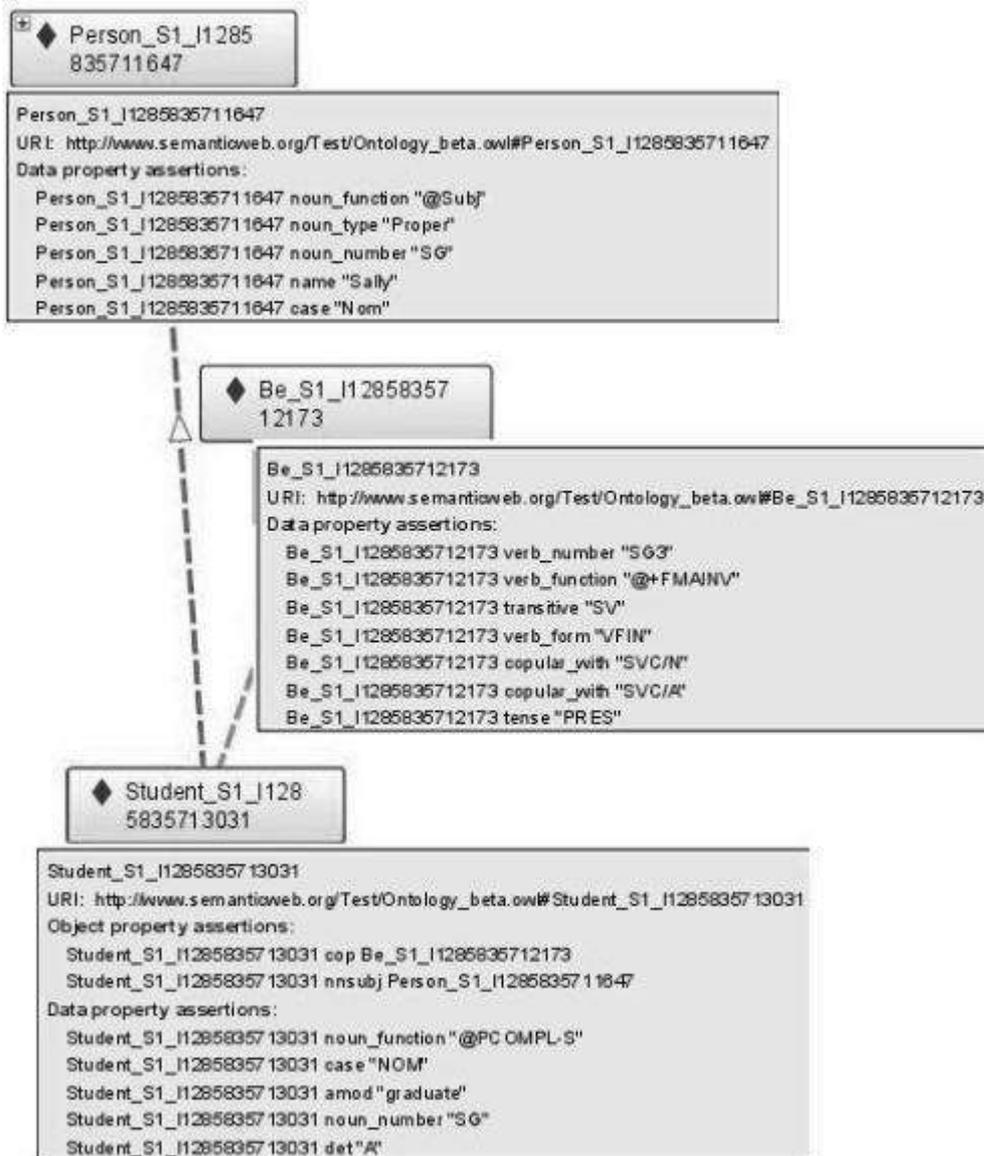 Person_S1_I1285
835711647
Person_S1_I1285835711647
URI: http://www.semanticweb.org/Test/Ontology_beta.owl#Person_S1_I1285835711647
Data property assertions:
Person_S1_I1285835711647 noun_function "@Subj"
Person_S1_I1285835711647 noun_type "Proper"
Person_S1_I1285835711647 noun_number "SG"
Person_S1_I1285835711647 name "Sally"
Person_S1_I1285835711647 case "Nom"
Be_S1_I12858357
12173
Be_S1_I1285835712173
URI: http://www.semanticweb.org/Test/Ontology_beta.owl#Be_S1_I1285835712173
Data property assertions:
Be_S1_I1285835712173 verb_number "SG3"
Be_S1_I1285835712173 verb_function "@+FMAINV"
Be_S1_I1285835712173 transitive "SV"
Be_S1_I1285835712173 verb_form "VFIN"
Be_S1_I1285835712173 copular_with "SVC/N"
Be_S1_I1285835712173 copular_with "SVC/A"
Be_S1_I1285835712173 tense "PRES"
Student_S1_I128
5835713031
Student_S1_I1285835713031
URI: http://www.semanticweb.org/Test/Ontology_beta.owl#Student_S1_I1285835713031
Object property assertions:
Student_S1_I1285835713031 cop Be_S1_I1285835712173
Student_S1_I1285835713031 nnsubj Person_S1_I1285835711647
Data property assertions:
Student_S1_I1285835713031 noun_function "@PCOMPL-S"
Student_S1_I1285835713031 case "NOM"
Student_S1_I1285835713031 amod "graduate"
Student_S1_I1285835713031 noun_number "SG"
Student_S1_I1285835713031 det "A"